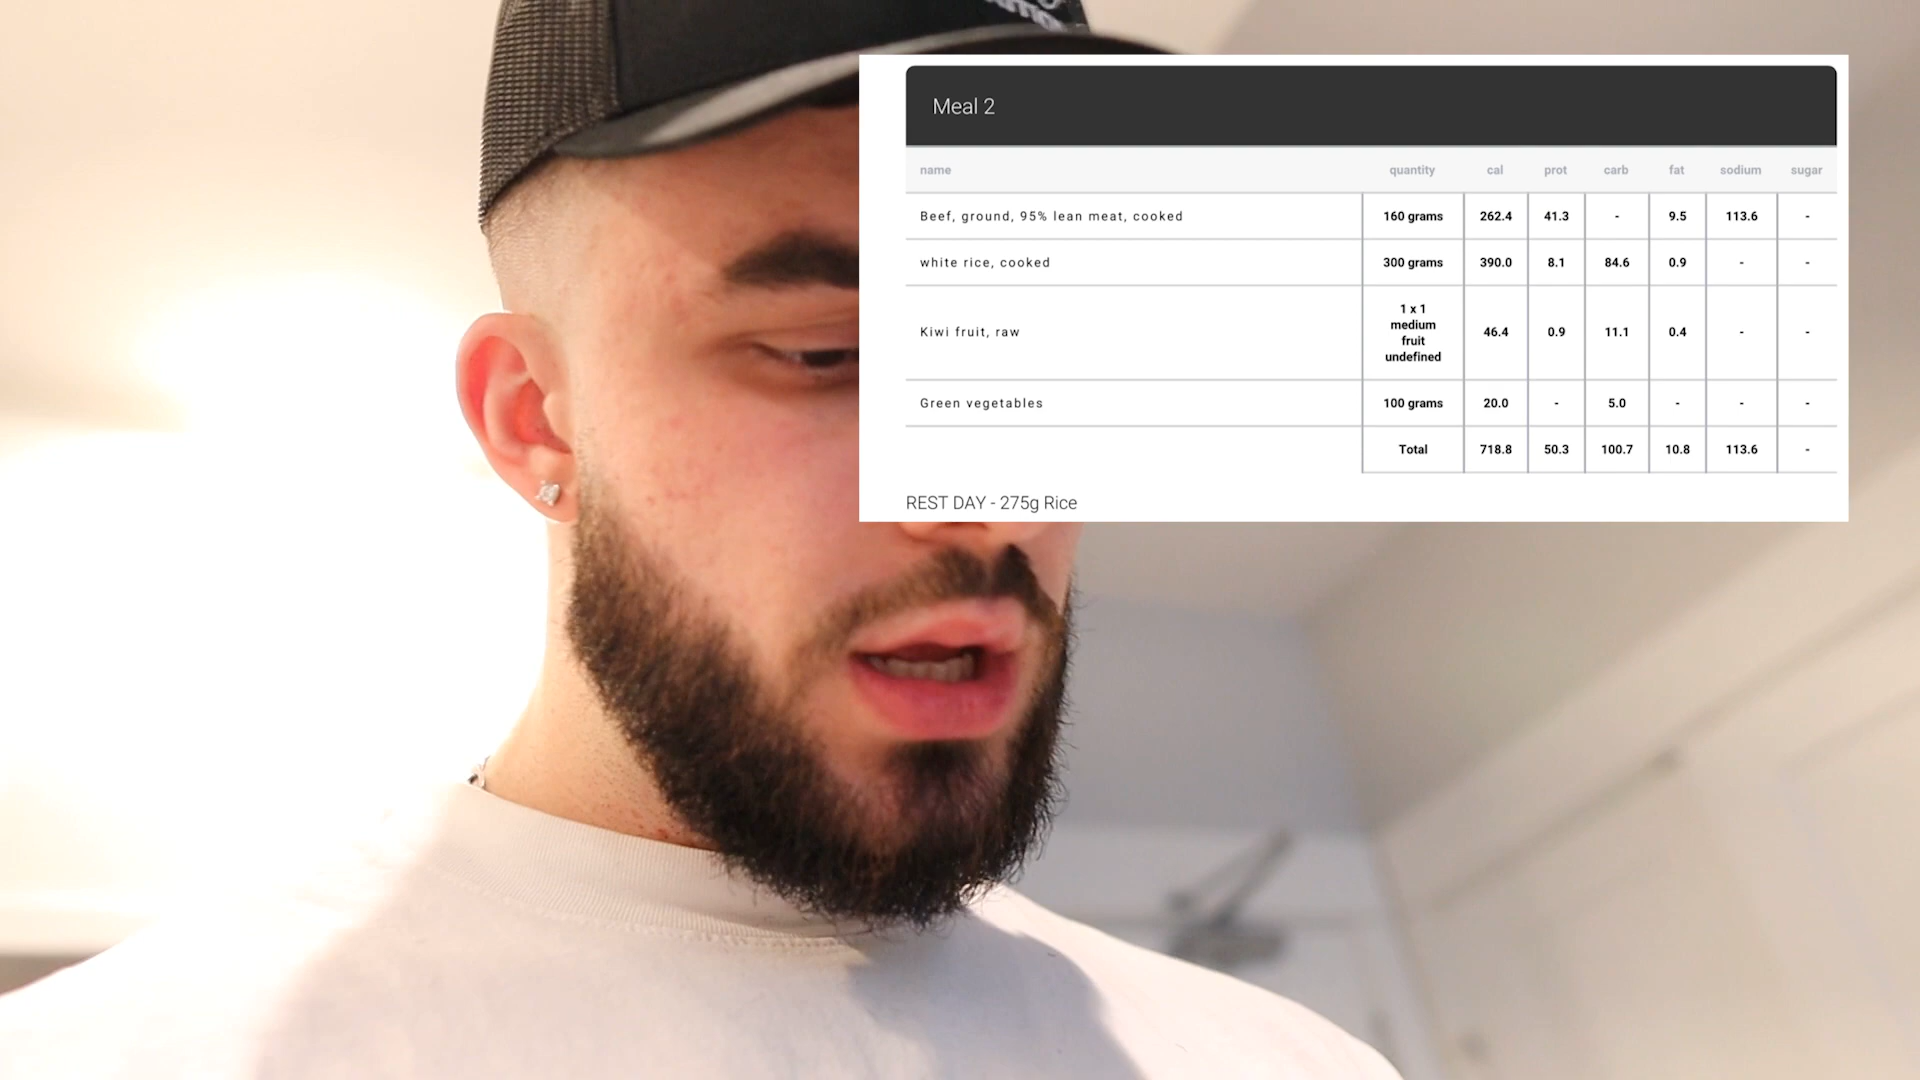 Meal 2
name quantity cal prot carb fat sodium sugar
Beef, ground, 95% lean meat, cooked 160 grams 262.4 41.3 - 9.5 113.6 -
white rice, cooked 300 grams 390.0 8.1 84.6 0.9 - -
Kiwi fruit, raw 1 x 1 medium fruit undefined 46.4 0.9 11.1 0.4 - -
Green vegetables 100 grams 20.0 - 5.0 - - -
Total 718.8 50.3 100.7 10.8 113.6 -
REST DAY - 275g Rice